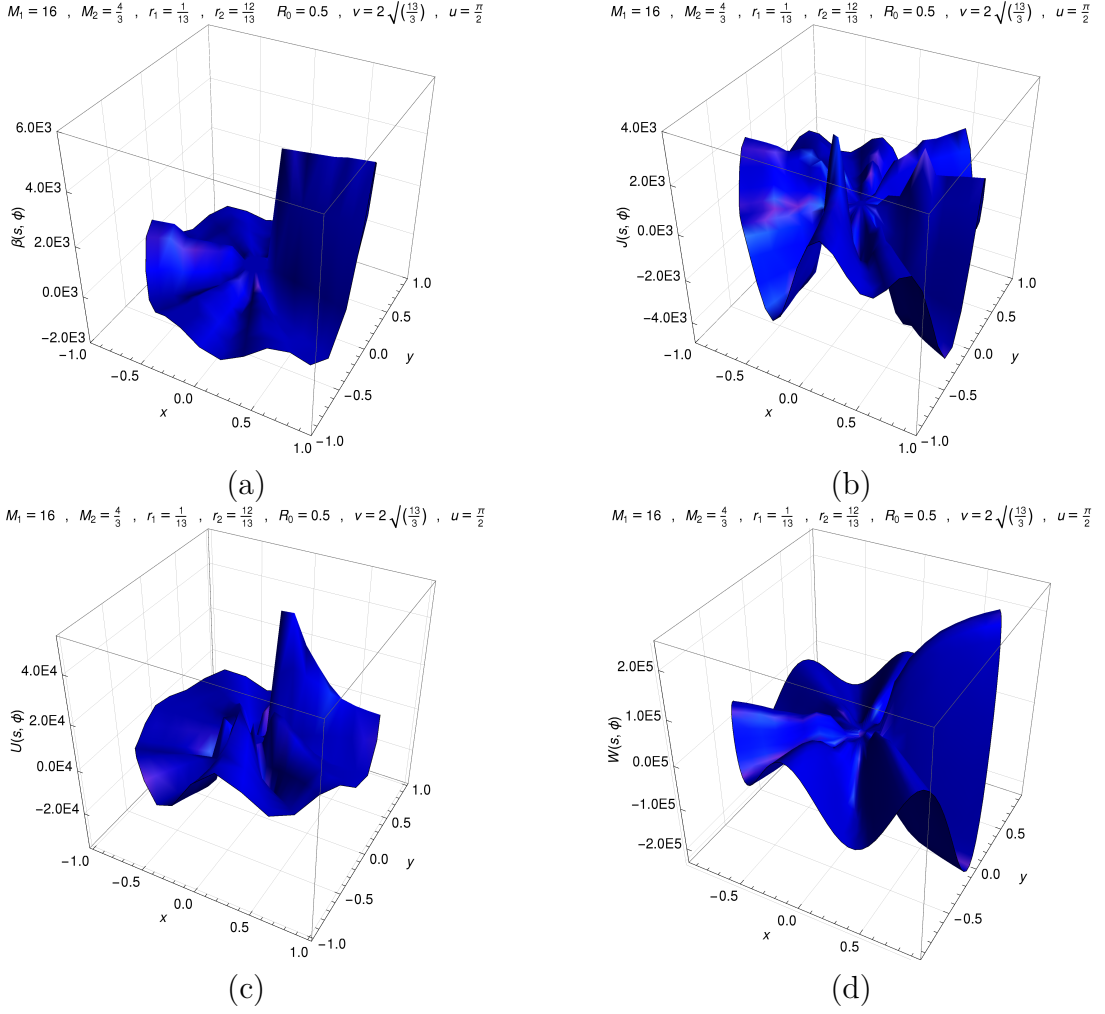 M₁ = 16 , M₂ = 4/3 , r₁ = 1/13 , r₂ = 12/13 R₀ = 0.5 , v = 2√(13/3) , u = π/2
6.0E3
4.0E3
2.0E3
0.0E3
−2.0E3
β(s, ϕ)
−1.0
−0.5
0.0
0.5
1.0
x
−1.0
−0.5
0.0
0.5
1.0
y
(a)
M₁ = 16 , M₂ = 4/3 , r₁ = 1/13 , r₂ = 12/13 , R₀ = 0.5 , v = 2√(13/3) , u = π/2
4.0E3
2.0E3
0.0E3
−2.0E3
−4.0E3
J(s, ϕ)
−1.0
−0.5
0.0
0.5
1.0
x
−1.0
−0.5
0.0
0.5
1.0
y
(b)
M₁ = 16 , M₂ = 4/3 , r₁ = 1/13 , r₂ = 12/13 , R₀ = 0.5 , v = 2√(13/3) , u = π/2
4.0E4
2.0E4
0.0E4
−2.0E4
U(s, ϕ)
−1.0
−0.5
0.0
0.5
1.0
x
−1.0
−0.5
0.0
0.5
1.0
y
(c)
M₁ = 16 , M₂ = 4/3 , r₁ = 1/13 , r₂ = 12/13 , R₀ = 0.5 , v = 2√(13/3) , u = π/2
2.0E5
1.0E5
0.0E5
−1.0E5
−2.0E5
W(s, ϕ)
−0.5
0.0
0.5
x
−0.5
0.0
0.5
y
(d)